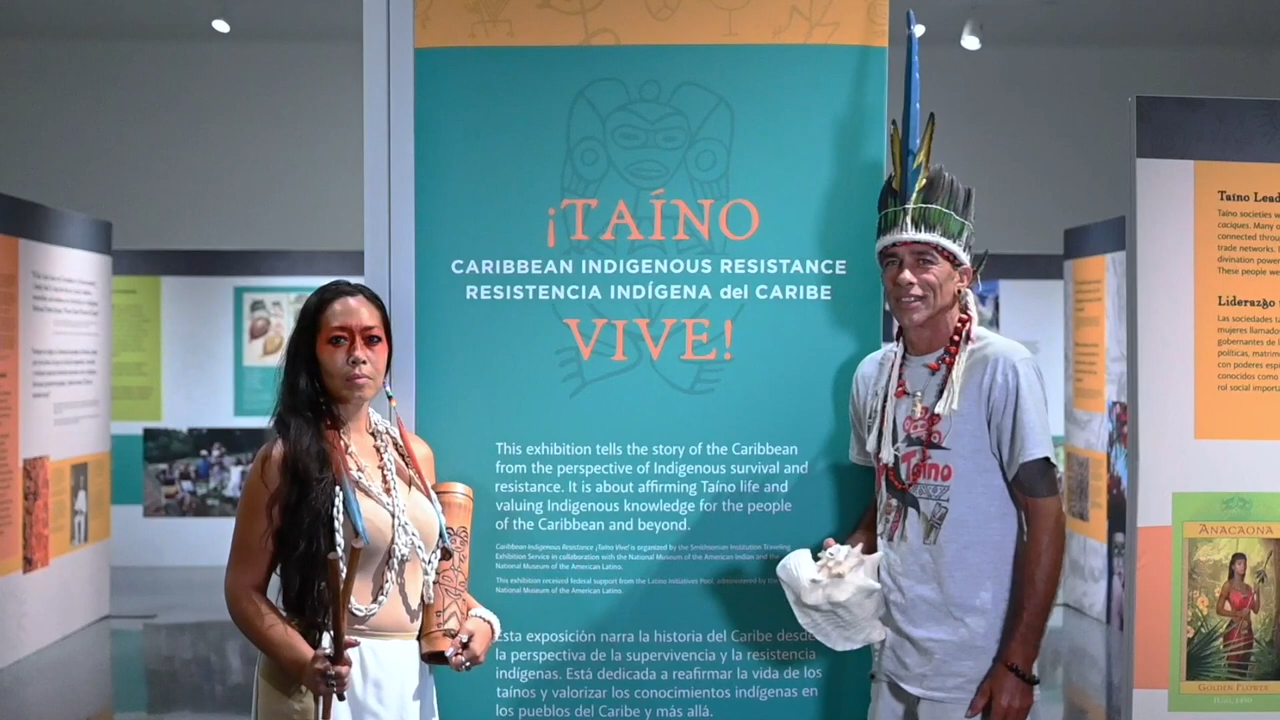 ¡TAÍNO
CARIBBEAN INDIGENOUS RESISTANCE
RESISTENCIA INDÍGENA del CARIBE
VIVE!
This exhibition tells the story of the Caribbean
from the perspective of Indigenous survival and
resistance. It is about affirming Taíno life and
valuing Indigenous knowledge for the people
of the Caribbean and beyond.
Caribbean Indigenous Resistance ¡Taíno Vive! is organized by the Smithsonian Institution Traveling
Exhibition Service in collaboration with the National Museum of the American Indian and the
National Museum of the American Latino.
This exhibition received federal support from the Latino Initiatives Pool, administered by the
National Museum of the American Latino.
Esta exposición narra la historia del Caribe desde
la perspectiva de la supervivencia y la resistencia
indígenas. Está dedicada a reafirmar la vida de los
taínos y valorizar los conocimientos indígenas en
los pueblos del Caribe y más allá.
Taíno
Taíno Lead
Taíno societies w
caciques. Many o
connected throu
trade networks. 
divination power
These people we
Liderazgo
Las sociedades ta
mujeres llamado
gobernantes de l
políticas, matrim
con poderes espi
conocidos como
rol social importa
ANACAONA
GOLDEN FLOWER